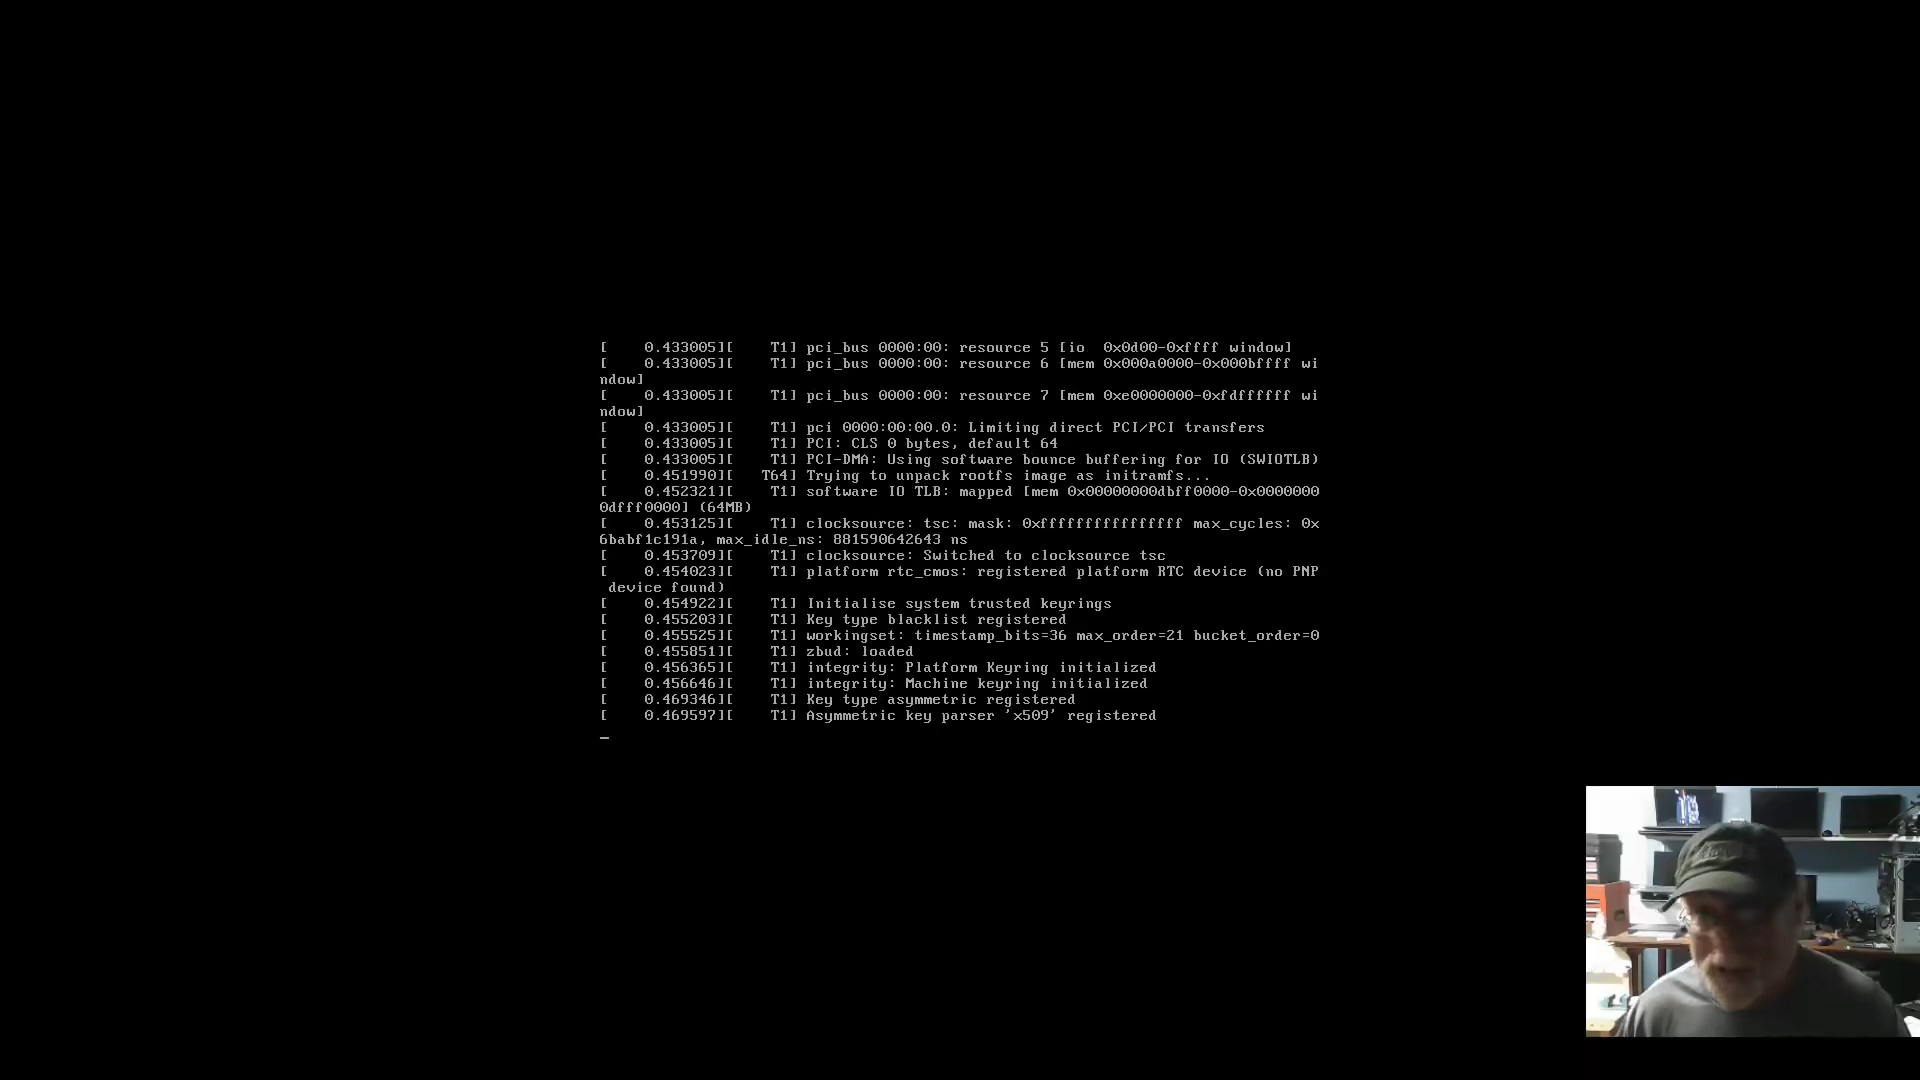 [    0.433005][    T1] pci_bus 0000:00: resource 5 [io  0x0d00-0xffff window]
[    0.433005][    T1] pci_bus 0000:00: resource 6 [mem 0x000a0000-0x000bffff wi
ndow]
[    0.433005][    T1] pci_bus 0000:00: resource 7 [mem 0xe0000000-0xfdffffff wi
ndow]
[    0.433005][    T1] pci 0000:00:00.0: Limiting direct PCI/PCI transfers
[    0.433005][    T1] PCI: CLS 0 bytes, default 64
[    0.433005][    T1] PCI-DMA: Using software bounce buffering for IO (SWIOTLB)
[    0.451990][   T64] Trying to unpack rootfs image as initramfs...
[    0.452321][    T1] software IO TLB: mapped [mem 0x00000000dbff0000-0x0000000
0dfff0000] (64MB)
[    0.453125][    T1] clocksource: tsc: mask: 0xffffffffffffffff max_cycles: 0x
6babf1c191a, max_idle_ns: 881590642643 ns
[    0.453709][    T1] clocksource: Switched to clocksource tsc
[    0.454023][    T1] platform rtc_cmos: registered platform RTC device (no PNP
 device found)
[    0.454922][    T1] Initialise system trusted keyrings
[    0.455203][    T1] Key type blacklist registered
[    0.455525][    T1] workingset: timestamp_bits=36 max_order=21 bucket_order=0
[    0.455851][    T1] zbud: loaded
[    0.456365][    T1] integrity: Platform Keyring initialized
[    0.456646][    T1] integrity: Machine keyring initialized
[    0.469346][    T1] Key type asymmetric registered
[    0.469597][    T1] Asymmetric key parser 'x509' registered
_